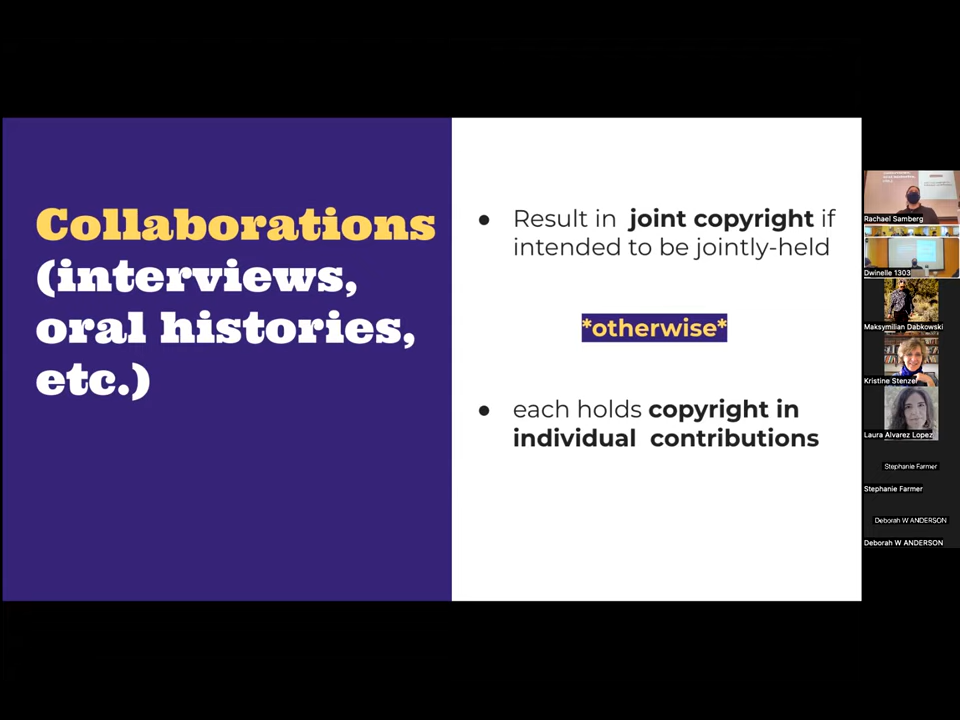 Collaborations
(interviews,
oral histories,
etc.)
● Result in joint copyright if
intended to be jointly-held
*otherwise*
● each holds copyright in
individual contributions
Rachael Samberg
Dwinelle 1303
Maksymilian Dabkowski
Kristine Stenzel
Laura Alvarez Lopez
Stephanie Farmer
Stephanie Farmer
Deborah W ANDERSON
Deborah W ANDERSON